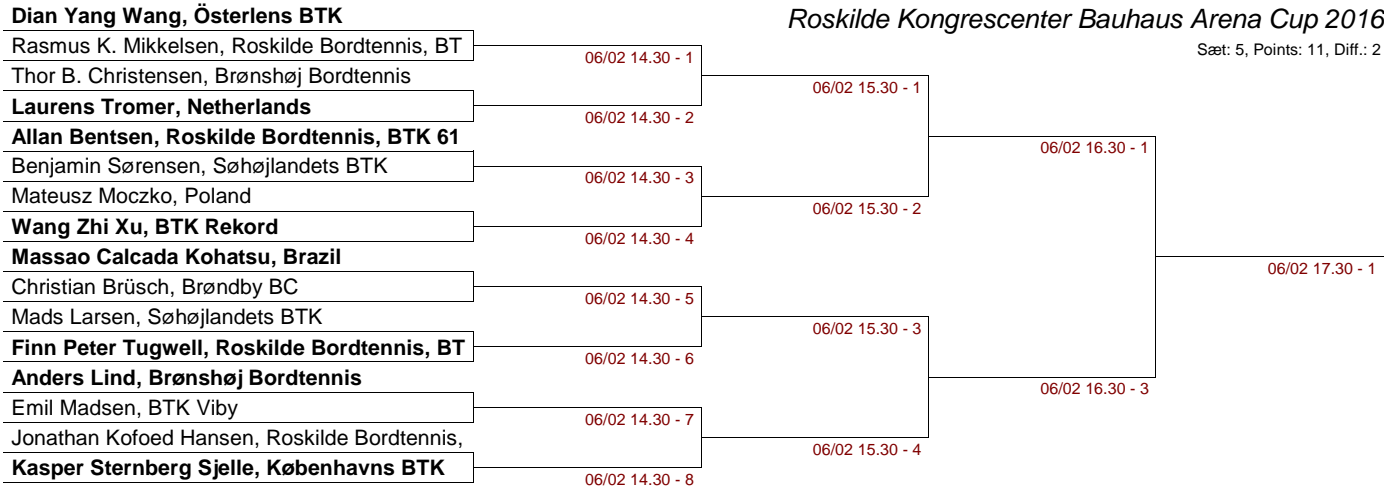 Dian Yang Wang, Österlens BTK
Roskilde Kongrescenter Bauhaus Arena Cup 2016
Rasmus K. Mikkelsen, Roskilde Bordtennis, BT
Sæt: 5, Points: 11, Diff.: 2
06/02 14.30 - 1
Thor B. Christensen, Brønshøj Bordtennis
06/02 15.30 - 1
Laurens Tromer, Netherlands
06/02 14.30 - 2
Allan Bentsen, Roskilde Bordtennis, BTK 61
06/02 16.30 - 1
Benjamin Sørensen, Søhøjlandets BTK
06/02 14.30 - 3
Mateusz Moczko, Poland
06/02 15.30 - 2
Wang Zhi Xu, BTK Rekord
06/02 14.30 - 4
Massao Calcada Kohatsu, Brazil
06/02 17.30 - 1
Christian Brüsch, Brøndby BC
06/02 14.30 - 5
Mads Larsen, Søhøjlandets BTK
06/02 15.30 - 3
Finn Peter Tugwell, Roskilde Bordtennis, BT
06/02 14.30 - 6
Anders Lind, Brønshøj Bordtennis
06/02 16.30 - 3
Emil Madsen, BTK Viby
06/02 14.30 - 7
Jonathan Kofoed Hansen, Roskilde Bordtennis,
06/02 15.30 - 4
Kasper Sternberg Sjelle, Københavns BTK
06/02 14.30 - 8